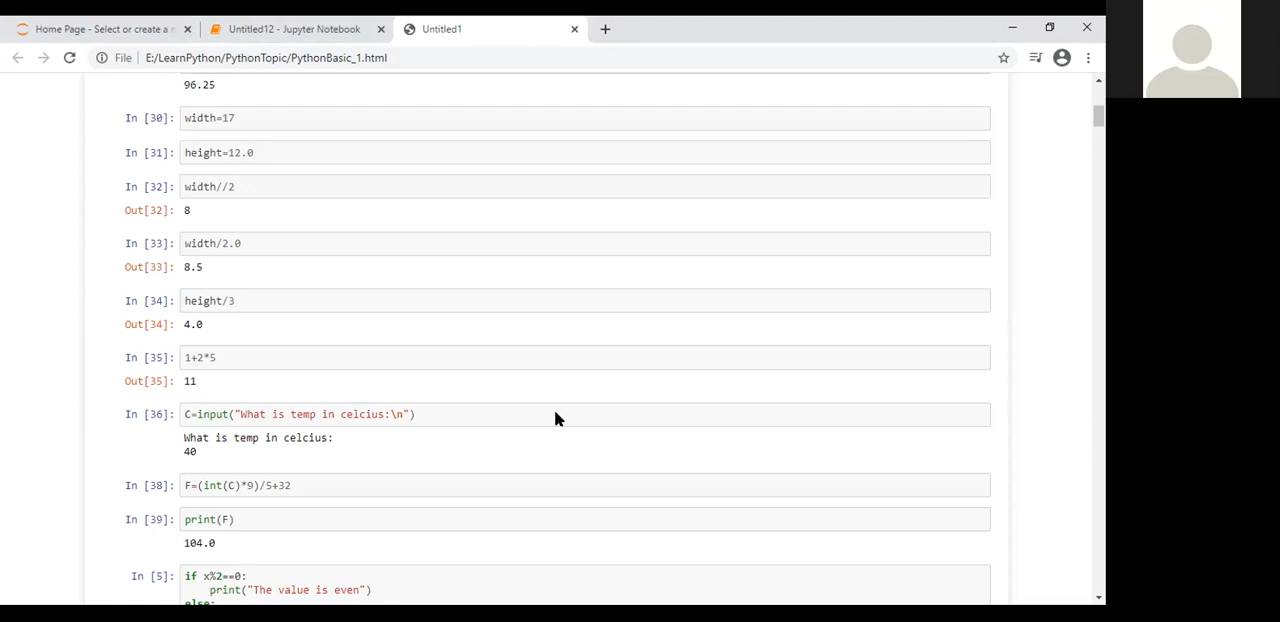 Home Page - Select or create a n
Untitled12 - Jupyter Notebook
Untitled1
File
E:/LearnPython/PythonTopic/PythonBasic_1.html
96.25
In [30]: width=17
In [31]: height=12.0
In [32]: width//2
Out[32]: 8
In [33]: width/2.0
Out[33]: 8.5
In [34]: height/3
Out[34]: 4.0
In [35]: 1+2*5
Out[35]: 11
In [36]: C=input("What is temp in celcius:\n")
What is temp in celcius:
40
In [38]: F=(int(C)*9)/5+32
In [39]: print(F)
104.0
In [5]: if x%2==0:
print("The value is even")
else: